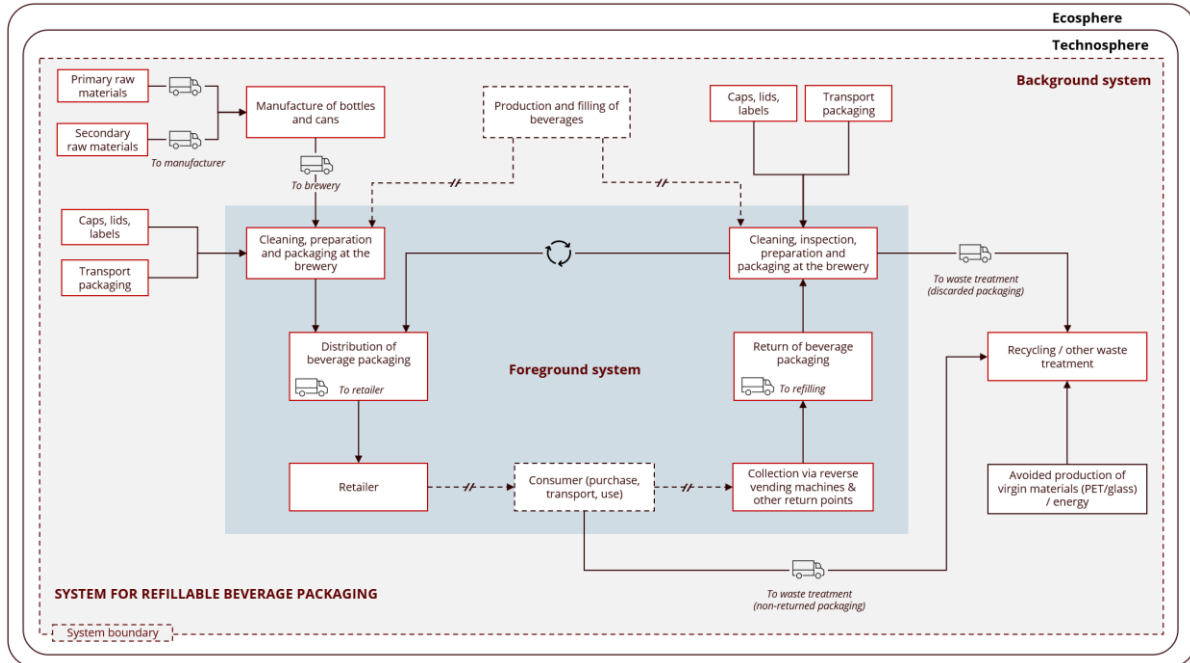 Ecosphere
Technosphere
Background system
Primary raw
materials
Secondary
raw materials
To manufacturer
Manufacture of bottles
and cans
To brewery
Production and filling of
beverages
Caps, lids,
labels
Transport
packaging
Caps, lids,
labels
Transport
packaging
Cleaning, preparation
and packaging at the
brewery
Cleaning, inspection,
preparation and
packaging at the brewery
To waste treatment
(discarded packaging)
Distribution of
beverage packaging
To retailer
Foreground system
Return of beverage
packaging
To refilling
Recycling / other waste
treatment
Retailer
Consumer (purchase,
transport, use)
Collection via reverse
vending machines &
other return points
Avoided production of
virgin materials (PET/glass)
/ energy
To waste treatment
(non-returned packaging)
SYSTEM FOR REFILLABLE BEVERAGE PACKAGING
System boundary